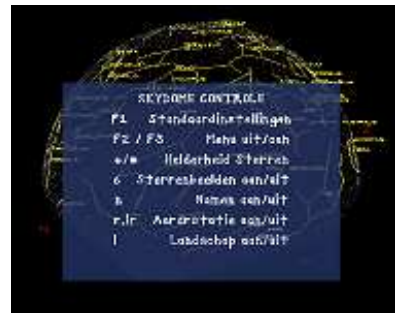 SKYDOME CONTROLE
F1 Standaardinstellingen
F2 / F3 Menu uit/aan
Helderheid Sterren
c Sterrenbeelden aan/uit
n Namen aan/uit
r,lr Aardrotatie aan/uit
l Landschap aan/uit